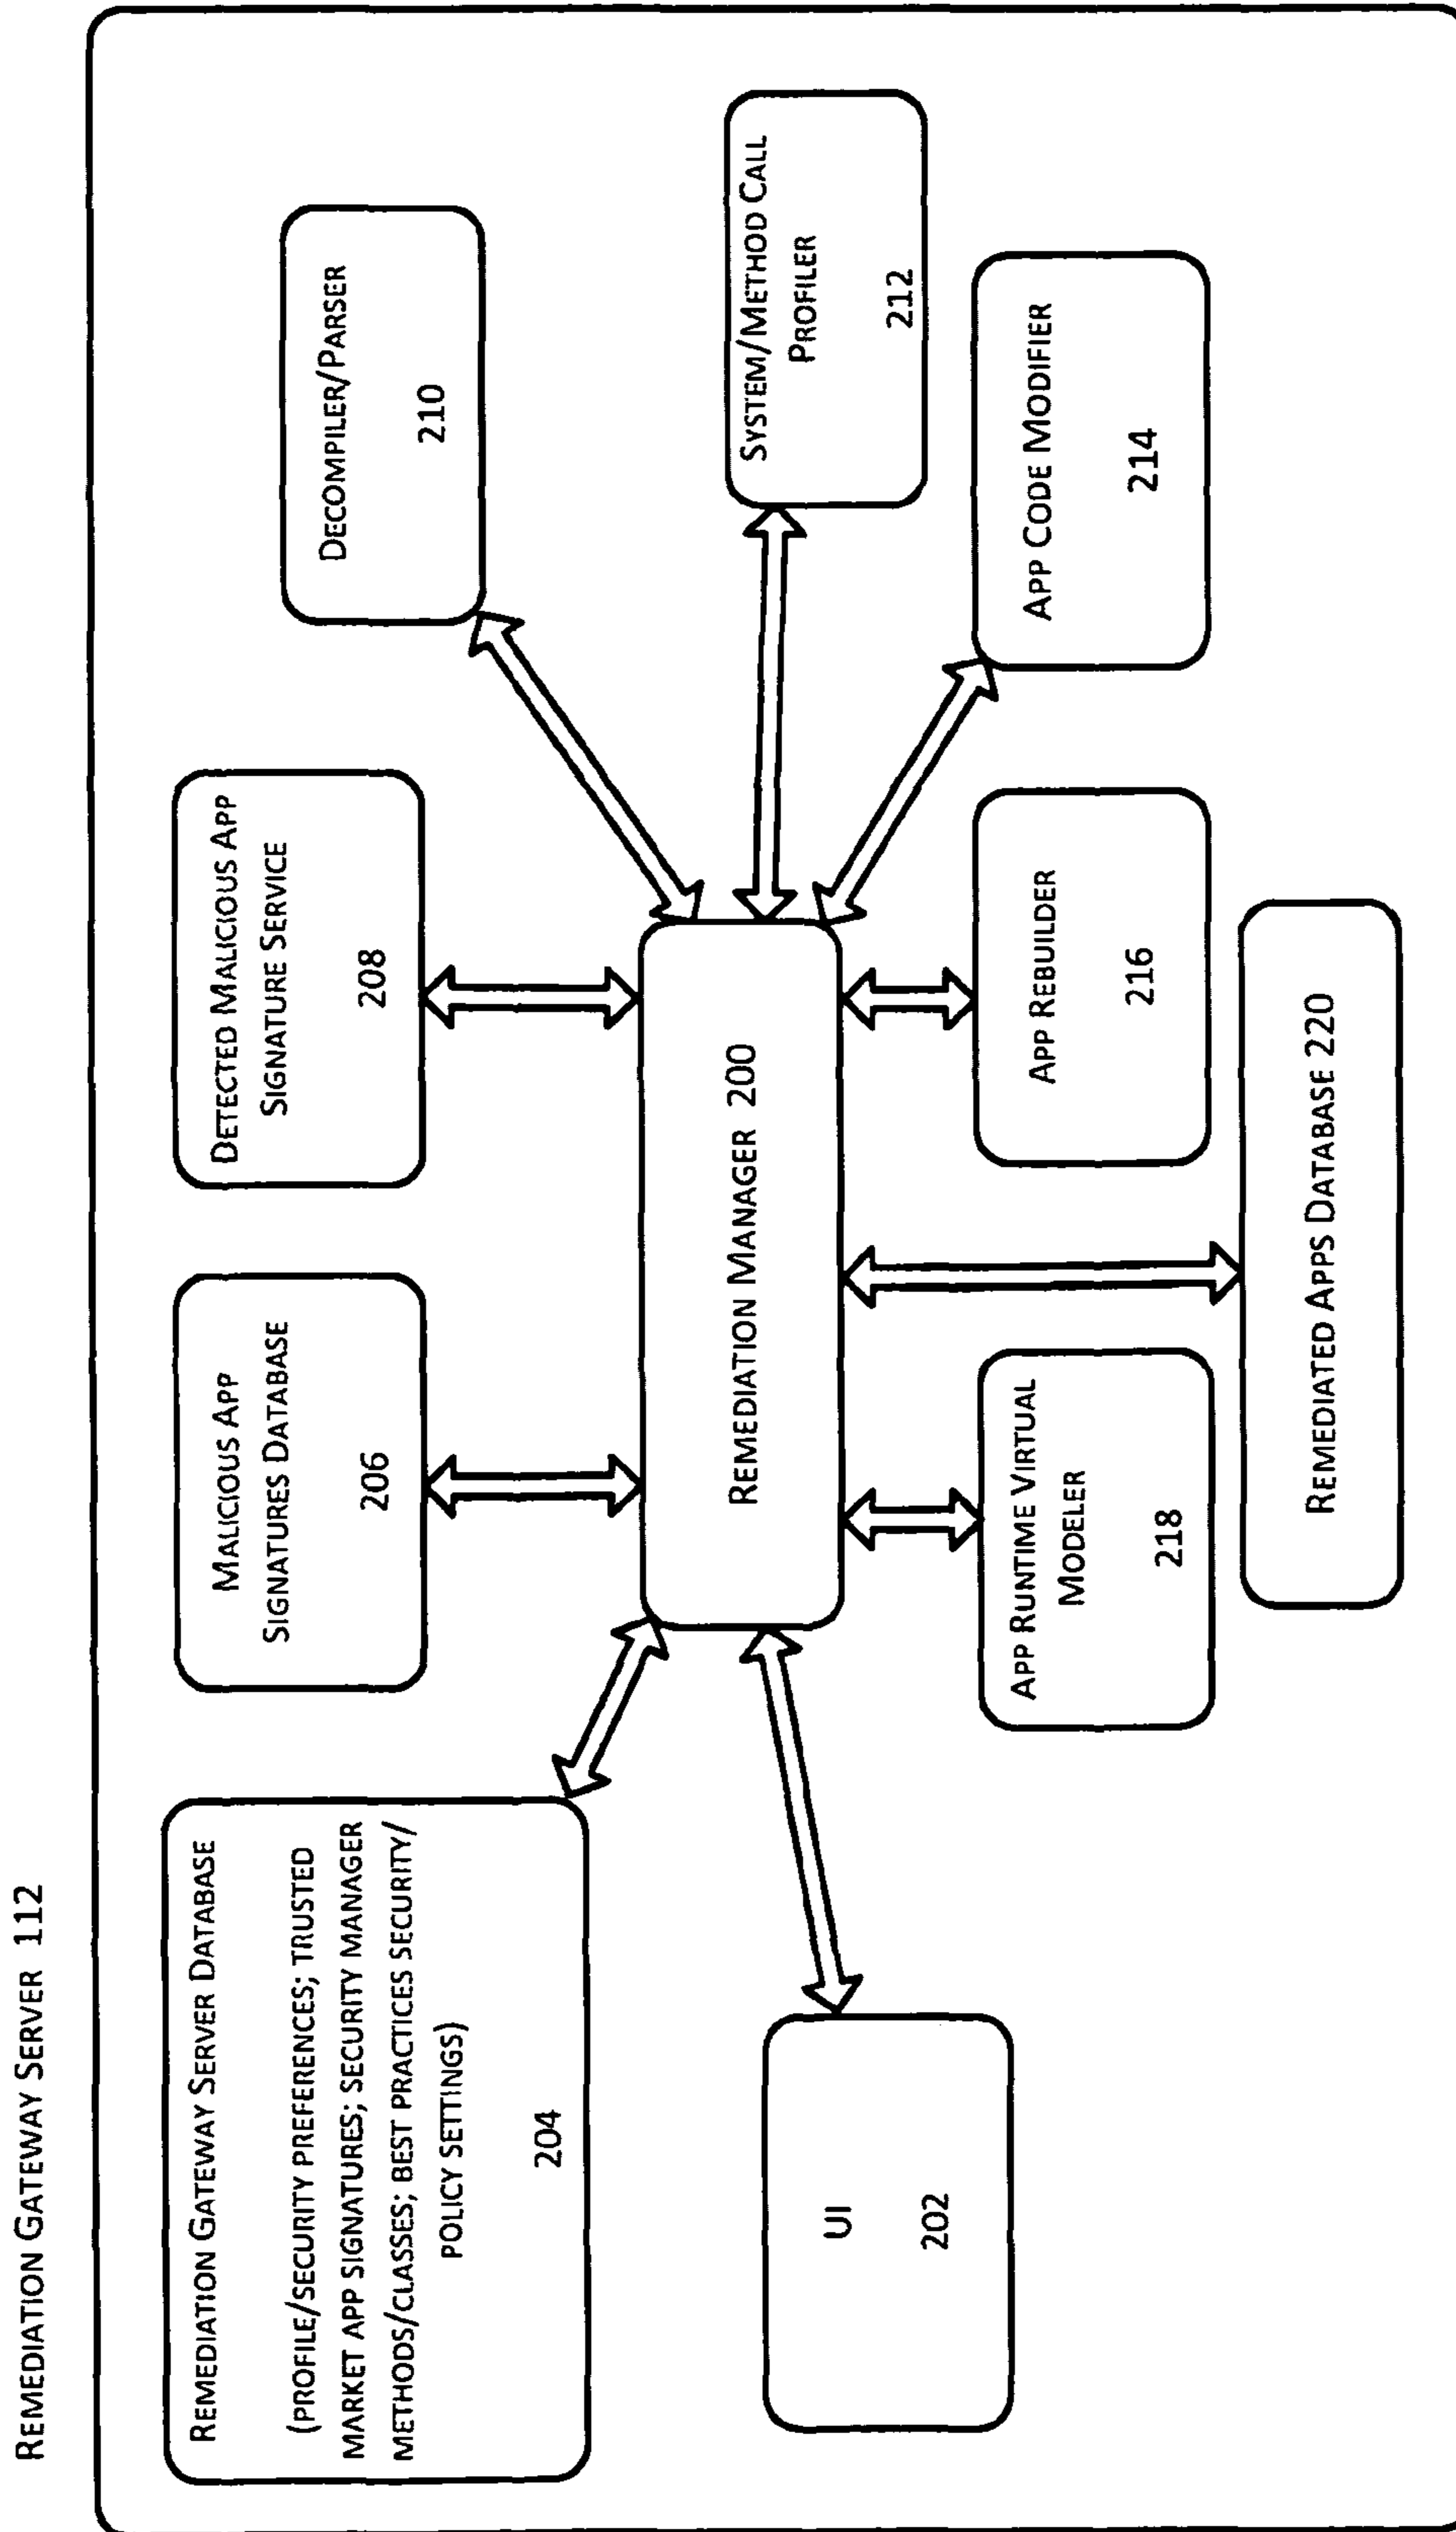 REMEDIATION GATEWAY SERVER 112
REMEDIATION GATEWAY SERVER DATABASE
(PROFILE/SECURITY PREFERENCES; TRUSTED
MARKET APP SIGNATURES; SECURITY MANAGER
METHODS/CLASSES; BEST PRACTICES SECURITY/
POLICY SETTINGS)
204
MALICIOUS APP
SIGNATURES DATABASE
206
DETECTED MALICIOUS APP
SIGNATURE SERVICE
208
DECOMPILER/PARSER
210
UI
202
REMEDIATION MANAGER 200
SYSTEM/METHOD CALL
PROFILER
212
APP RUNTIME VIRTUAL
MODELER
218
APP REBUILDER
216
APP CODE MODIFIER
214
REMEDIATED APPS DATABASE 220